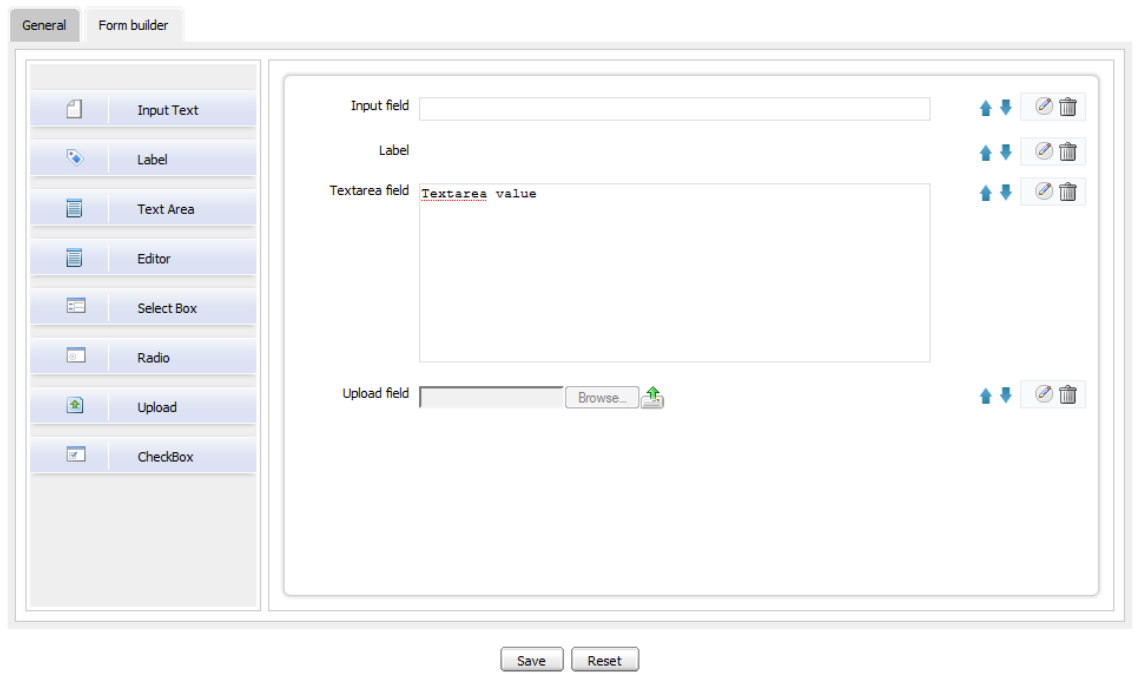 General Form builder
Input Text
Label
Text Area
Editor
Select Box
Radio
Upload
CheckBox
Input field
Label
Textarea field Textarea value
Upload field Browse...
Save Reset